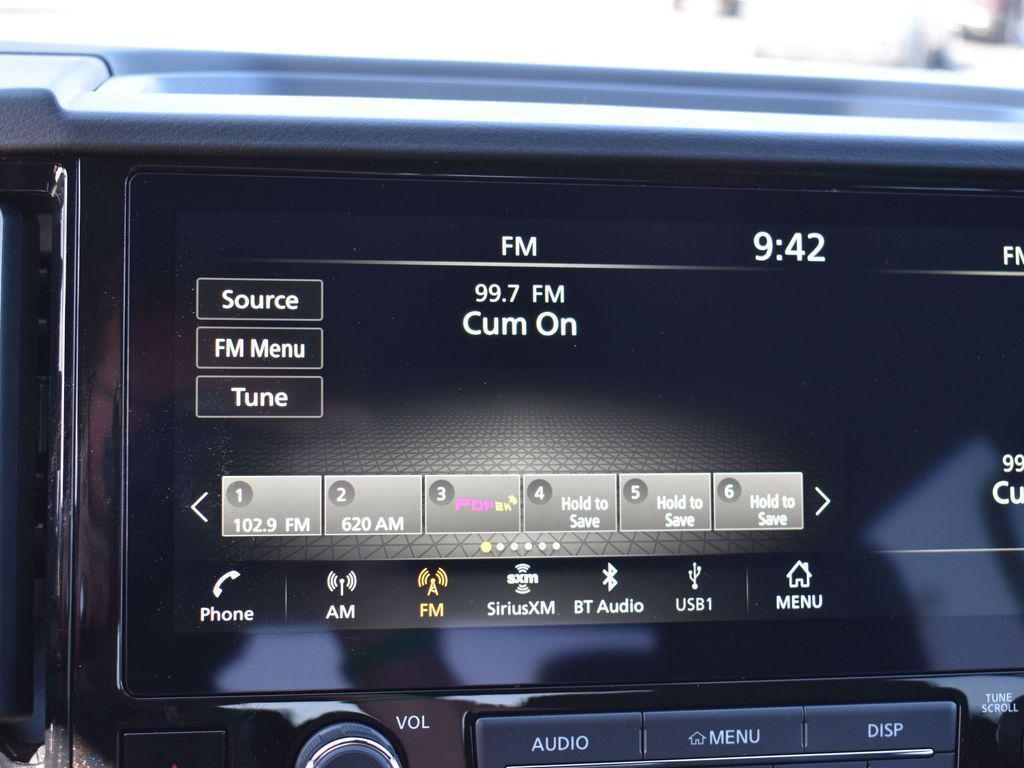 FM
9:42
FM
99.7 FM
Cum On
Source
FM Menu
Tune
99
Cu
1
102.9 FM
2
620 AM
3
POP2K
4
Hold to
Save
5
Hold to
Save
6
Hold to
Save
Phone
AM
FM
sxm
SiriusXM
BT Audio
USB1
MENU
VOL
AUDIO
MENU
DISP
TUNE
SCROLL